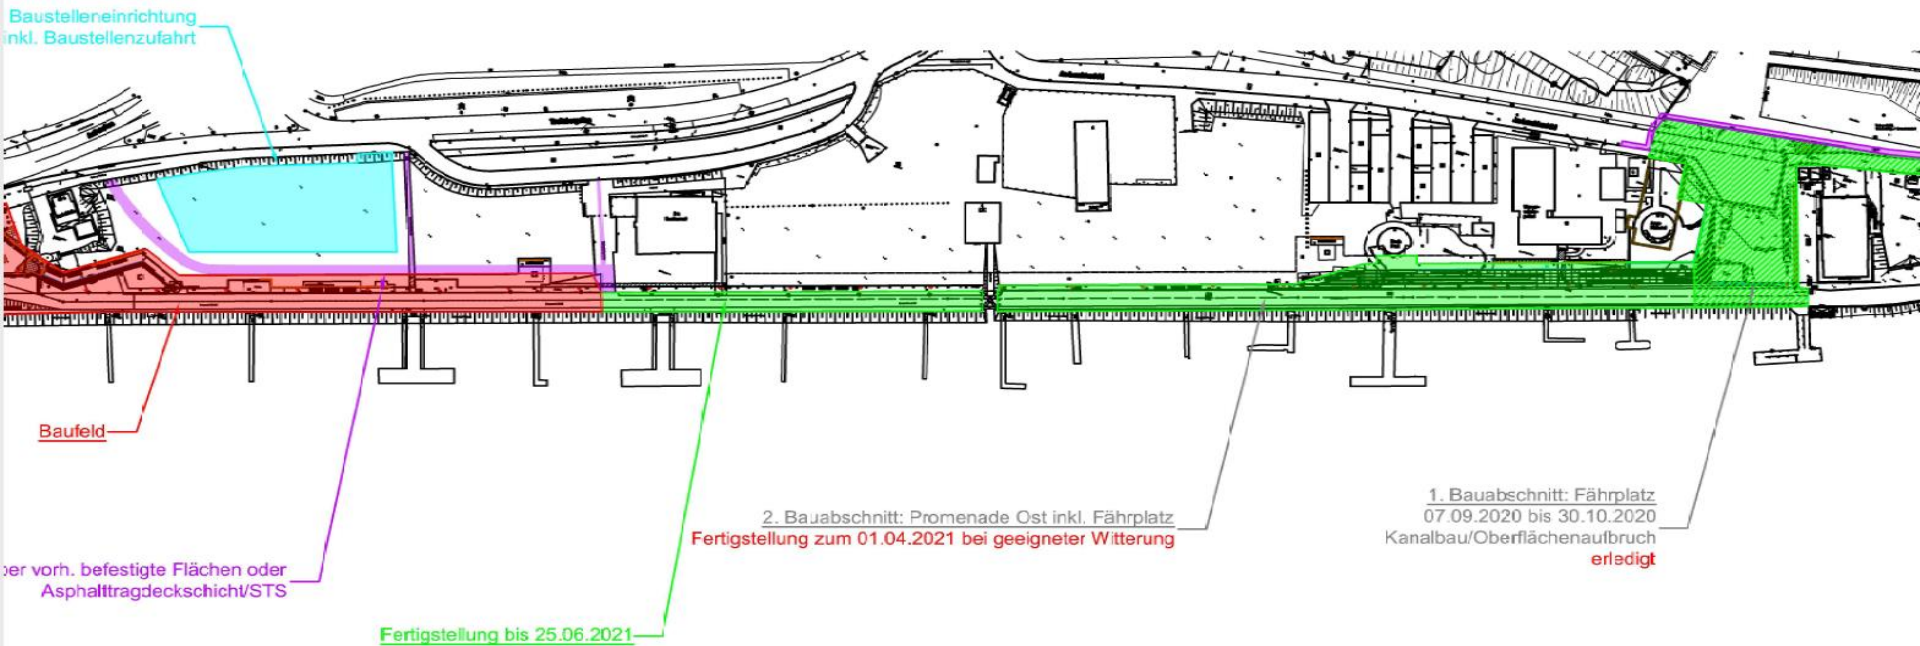 Baustelleneinrichtung
inkl. Baustellenzufahrt
Baufeld
vorh. befestigte Flächen oder
Asphalttragdeckschicht/STS
Fertigstellung bis 25.06.2021
2. Bauabschnitt: Promenade Ost inkl. Fährplatz
Fertigstellung zum 01.04.2021 bei geeigneter Witterung
1. Bauabschnitt: Fährplatz
07.09.2020 bis 30.10.2020
Kanalbau/Oberflächenaufbruch
erledigt